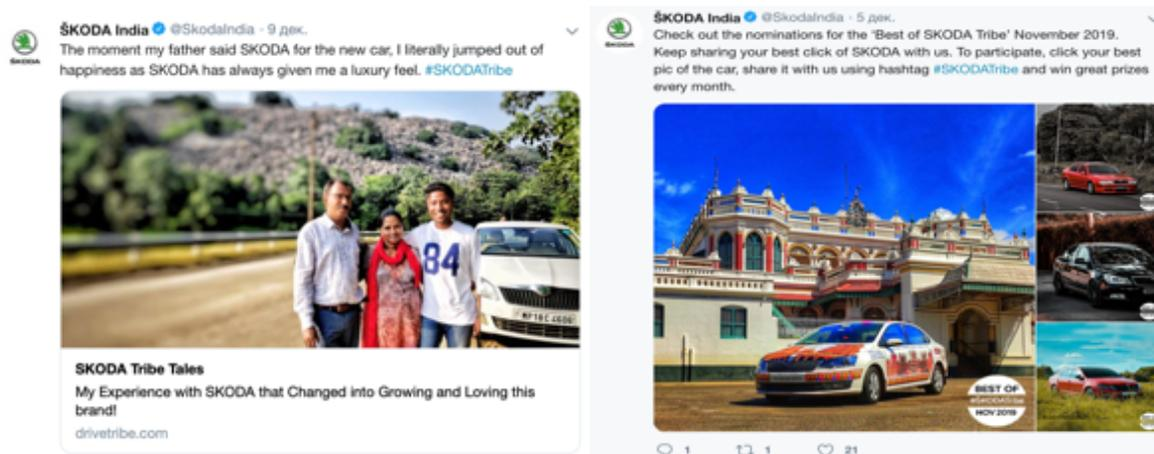 ŠKODA India @SkodaIndia · 9 дек.
The moment my father said SKODA for the new car, I literally jumped out of
happiness as SKODA has always given me a luxury feel. #SKODATribe
ŠKODA
84
SKODA Tribe Tales
My Experience with SKODA that Changed into Growing and Loving this
brand!
drivetribe.com
ŠKODA India @SkodaIndia · 5 дек.
Check out the nominations for the ‘Best of SKODA Tribe’ November 2019.
Keep sharing your best click of SKODA with us. To participate, click your best
pic of the car, share it with us using hashtag #SKODATribe and win great prizes
every month.
ŠKODA
BEST OF
#SKODATribe
NOV 2019
1 1 21